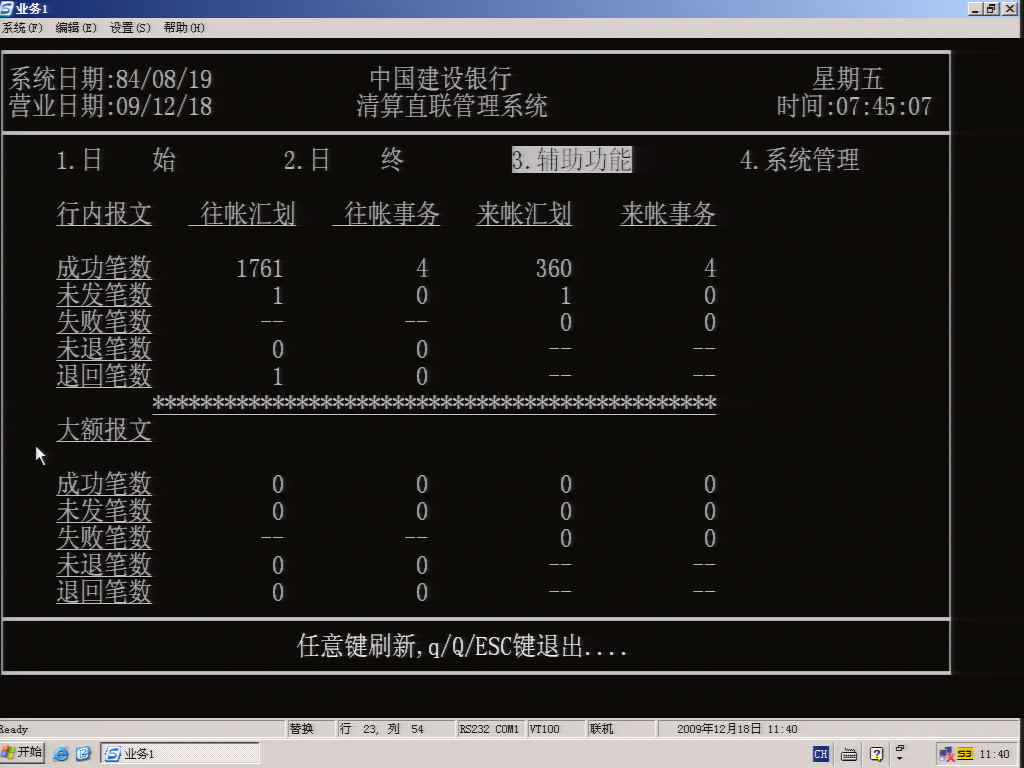 业务1
系统(F) 编辑(E) 设置(S) 帮助(H)
系统日期:84/08/19 中国建设银行 星期五
营业日期:09/12/18 清算直联管理系统 时间:07:45:07
1.日 始 2.日 终 3.辅助功能 4.系统管理
行内报文 往帐汇划 往帐事务 来帐汇划 来帐事务
成功笔数 1761 4 360 4
未发笔数 1 0 1 0
失败笔数 -- -- 0 0
未退笔数 0 0 -- --
退回笔数 1 0 -- --
***********************************************
大额报文
成功笔数 0 0 0 0
未发笔数 0 0 0 0
失败笔数 -- -- 0 0
未退笔数 0 0 -- --
退回笔数 0 0 -- --
任意键刷新,q/Q/ESC键退出....
Ready 替换 行 23, 列 54 RS232 COM1 VT100 联机 2009年12月18日 11:40
开始 业务1 CH S3 11:40